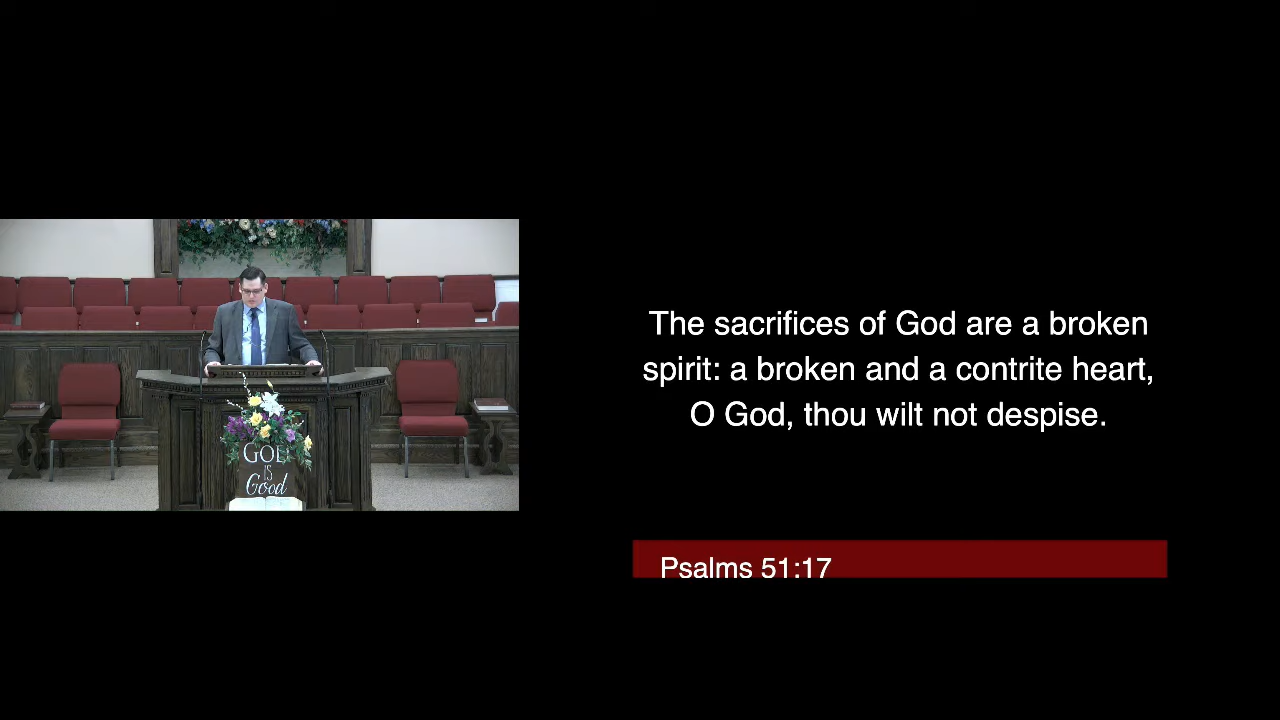 GOD
IS
Good
The sacrifices of God are a broken
spirit: a broken and a contrite heart,
O God, thou wilt not despise.
Psalms 51:17